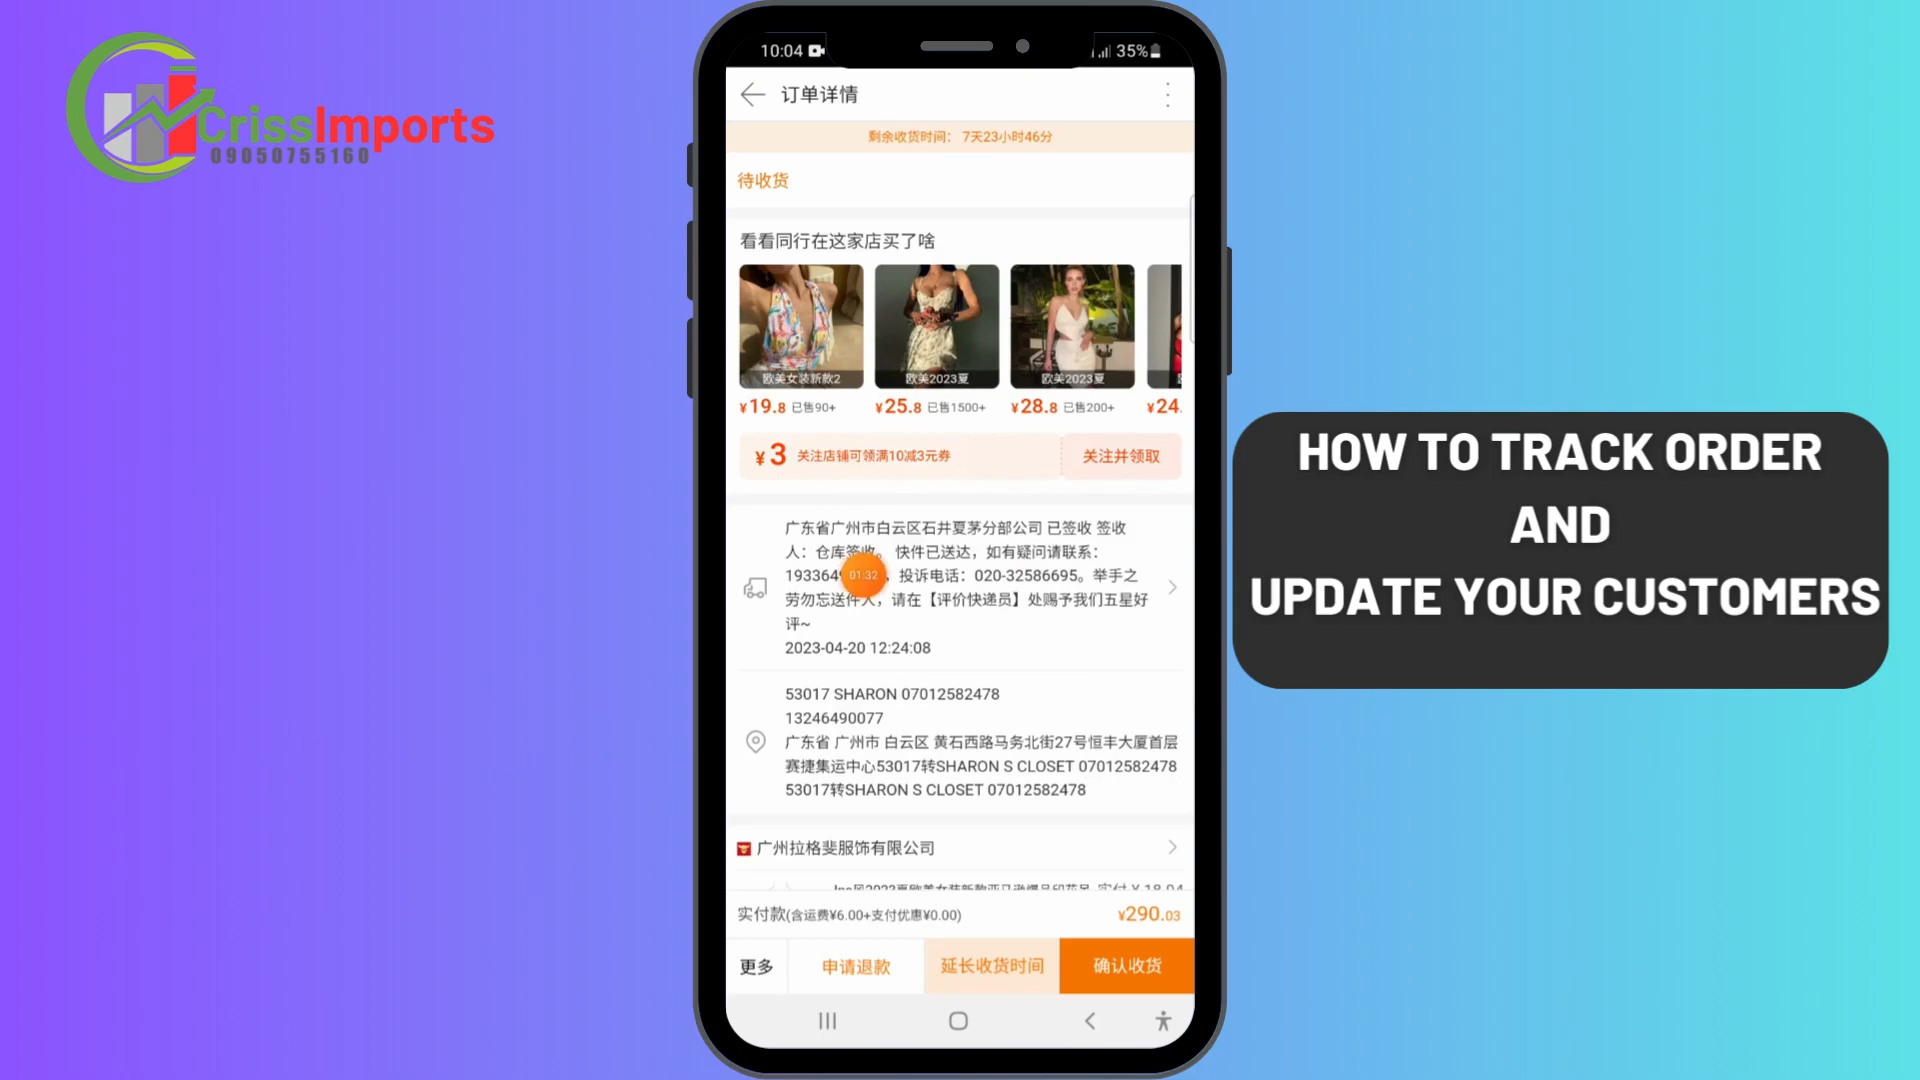 CrissImports
09050755160
10:04
35%
订单详情
剩余收货时间: 7天23小时46分
待收货
看看同行在这家店买了啥
欧美女装新款2
欧美2023夏
欧美2023夏
¥19.8 已售90+
¥25.8 已售1500+
¥28.8 已售200+
¥24.
¥3 关注店铺可领满10减3元券
关注并领取
广东省广州市白云区石井夏茅分部公司 已签收 签收
人: 仓库签收。 快件已送达，如有疑问请联系:
193364 ，投诉电话: 020-32586695。举手之
01:32
劳勿忘送件人，请在【评价快递员】处赐予我们五星好
评~
2023-04-20 12:24:08
53017 SHARON 07012582478
13246490077
广东省 广州市 白云区 黄石西路马务北街27号恒丰大厦首层
赛捷集运中心53017转SHARON S CLOSET 07012582478
53017转SHARON S CLOSET 07012582478
广州拉格斐服饰有限公司
实付款(含运费¥6.00+支付优惠¥0.00)
¥290.03
更多
申请退款
延长收货时间
确认收货
HOW TO TRACK ORDER
AND
UPDATE YOUR CUSTOMERS